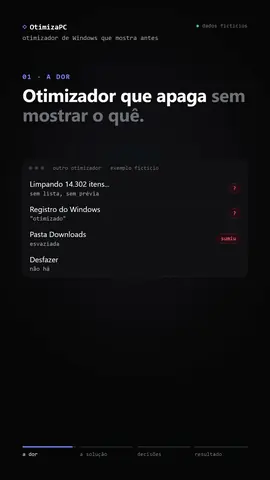 OtimizaPC
dados fictícios
otimizador de Windows que mostra antes
01 · A DOR
Otimizador que apaga sem
mostrar o quê.
outro otimizador · exemplo fictício
Limpando 14.302 itens…
sem lista, sem prévia
?
Registro do Windows
"otimizado"
?
Pasta Downloads
esvaziada
sumiu
Desfazer
não há
a dor
a solução
decisões
resultado